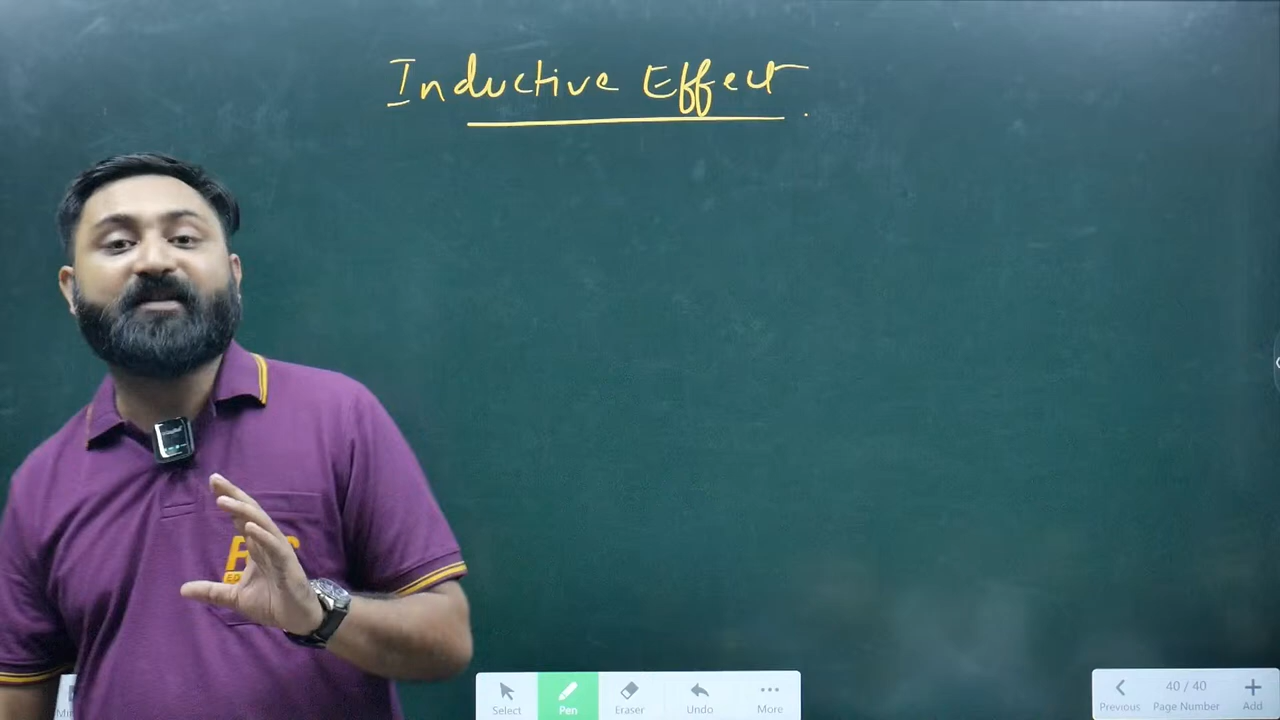 Inductive Effect.
Select Pen Eraser Undo More
Previous 40 / 40 Page Number Add